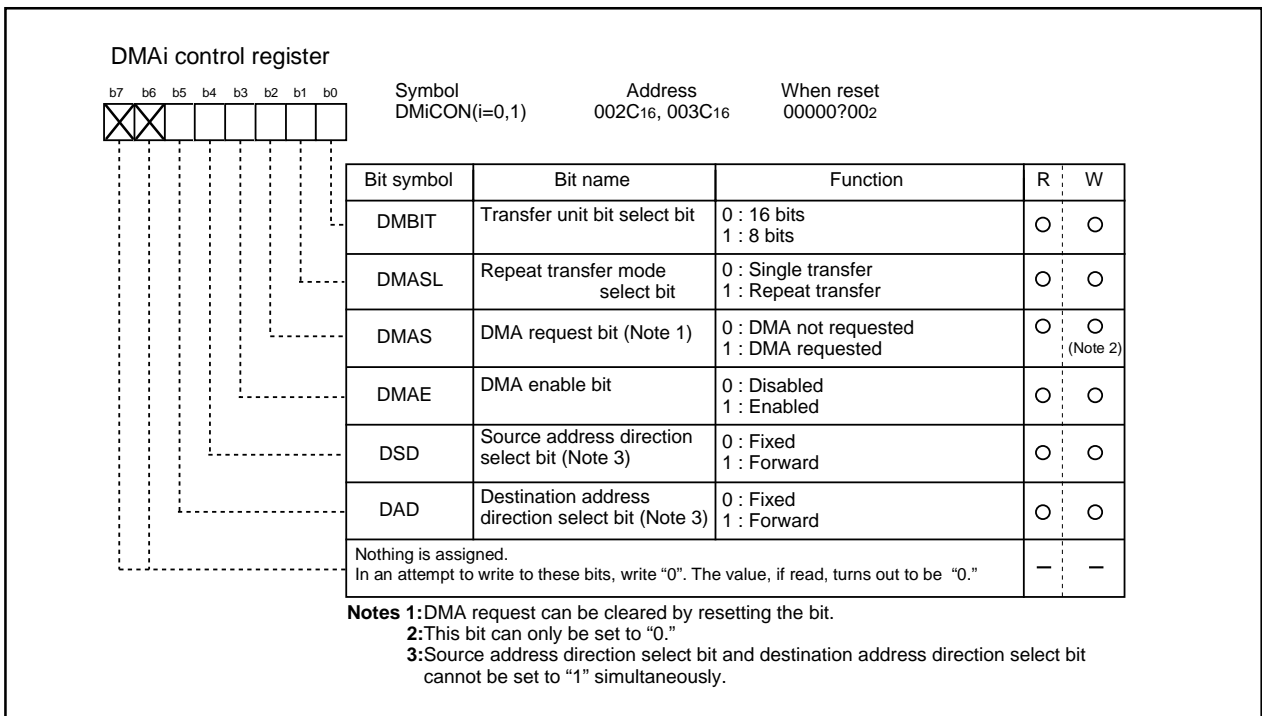 DMAi control register
b7 b6 b5 b4 b3 b2 b1 b0
Symbol Address When reset
DMiCON(i=0,1) 002C16, 003C16 00000?002
Bit symbol Bit name Function R W
DMBIT Transfer unit bit select bit 0 : 16 bits
1 : 8 bits
DMASL Repeat transfer mode 0 : Single transfer
select bit 1 : Repeat transfer
DMAS DMA request bit (Note 1) 0 : DMA not requested
1 : DMA requested (Note 2)
DMAE DMA enable bit 0 : Disabled
1 : Enabled
DSD Source address direction 0 : Fixed
select bit (Note 3) 1 : Forward
DAD Destination address 0 : Fixed
direction select bit (Note 3) 1 : Forward
Nothing is assigned.
In an attempt to write to these bits, write “0”. The value, if read, turns out to be “0.” – –
Notes 1:DMA request can be cleared by resetting the bit.
2:This bit can only be set to “0.”
3:Source address direction select bit and destination address direction select bit
cannot be set to “1” simultaneously.